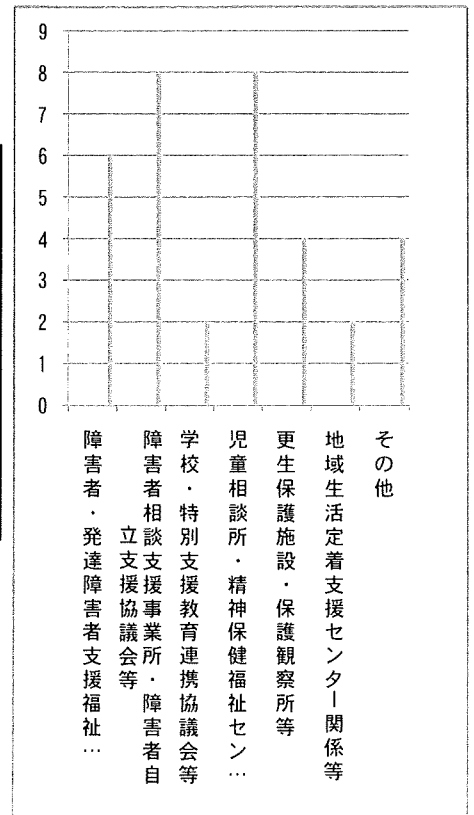 9
8
7
6
5
4
3
2
1
0
障害者・発達障害者支援福祉…
障害者相談支援事業所・障害者自
立支援協議会等
学校・特別支援教育連携協議会等
児童相談所・精神保健福祉セン…
更生保護施設・保護観察所等
地域生活定着支援センター関係等
その他